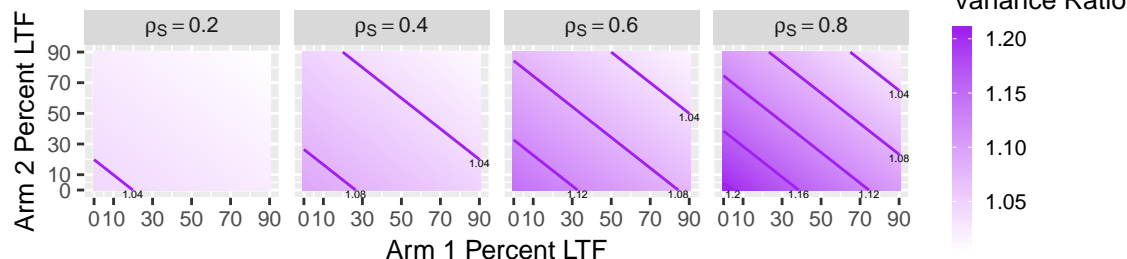 Variance Ratio
ρS = 0.2
ρS = 0.4
ρS = 0.6
ρS = 0.8
Arm 2 Percent LTF
90
70
50
30
10
0
1.04
1.08
1.04
1.12
1.08
1.04
1.2
1.16
1.12
1.08
1.04
0 10 30 50 70 90
0 10 30 50 70 90
0 10 30 50 70 90
0 10 30 50 70 90
Arm 1 Percent LTF
1.20
1.15
1.10
1.05